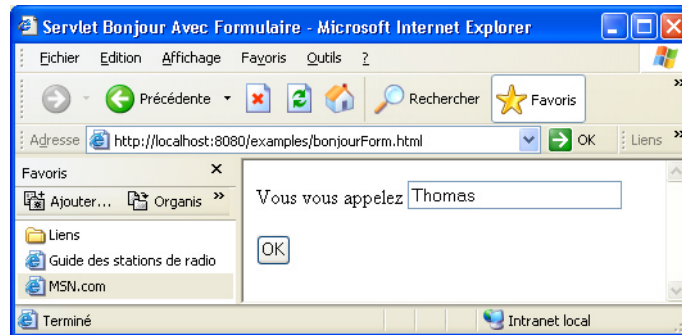 Servlet Bonjour Avec Formulaire - Microsoft Internet Explorer
Fichier Edition Affichage Favoris Outils ?
Précédente Rechercher Favoris »
Adresse http://localhost:8080/examples/bonjourForm.html OK Liens »
Favoris ×
Ajouter... Organis »
Liens
Guide des stations de radio
MSN.com
Vous vous appelez Thomas
OK
Terminé Intranet local